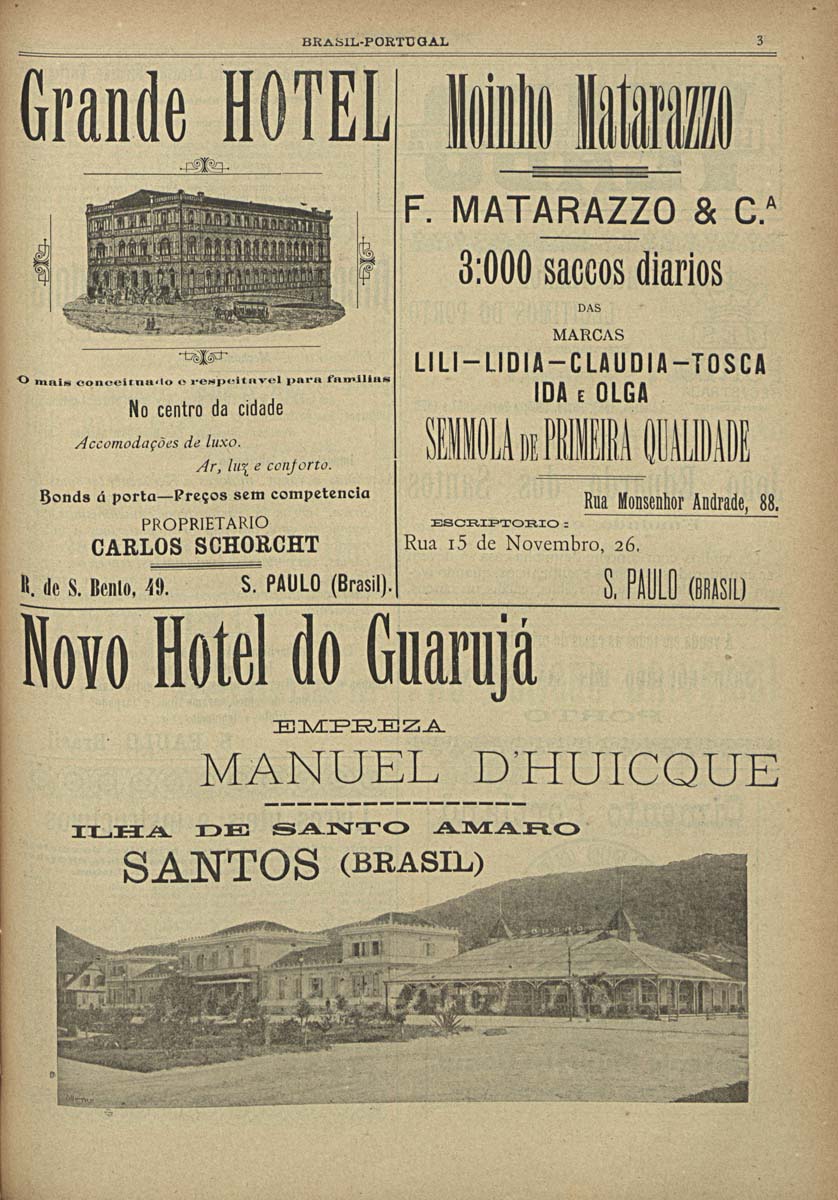 BRASIL-PORTUGAL
3
Grande HOTEL
O mais conceituado e respeitavel para familias
No centro da cidade
Accomodações de luxo.
Ar, luz e conforto.
Bonds á porta—Preços sem competencia
PROPRIETARIO
CARLOS SCHORCHT
R. de S. Bento, 49. S. PAULO (Brasil).
Moinho Matarazzo
F. MATARAZZO & C.A
3:000 saccos diarios
DAS
MARCAS
LILI—LIDIA—CLAUDIA—TOSCA
IDA E OLGA
SEMMOLA DE PRIMEIRA QUALIDADE
Rua Monsenhor Andrade, 88.
ESCRIPTORIO:
Rua 15 de Novembro, 26.
S. PAULO (BRASIL)
Novo Hotel do Guarujá
EMPREZA
MANUEL D'HUICQUE
ILHA DE SANTO AMARO
SANTOS (BRASIL)